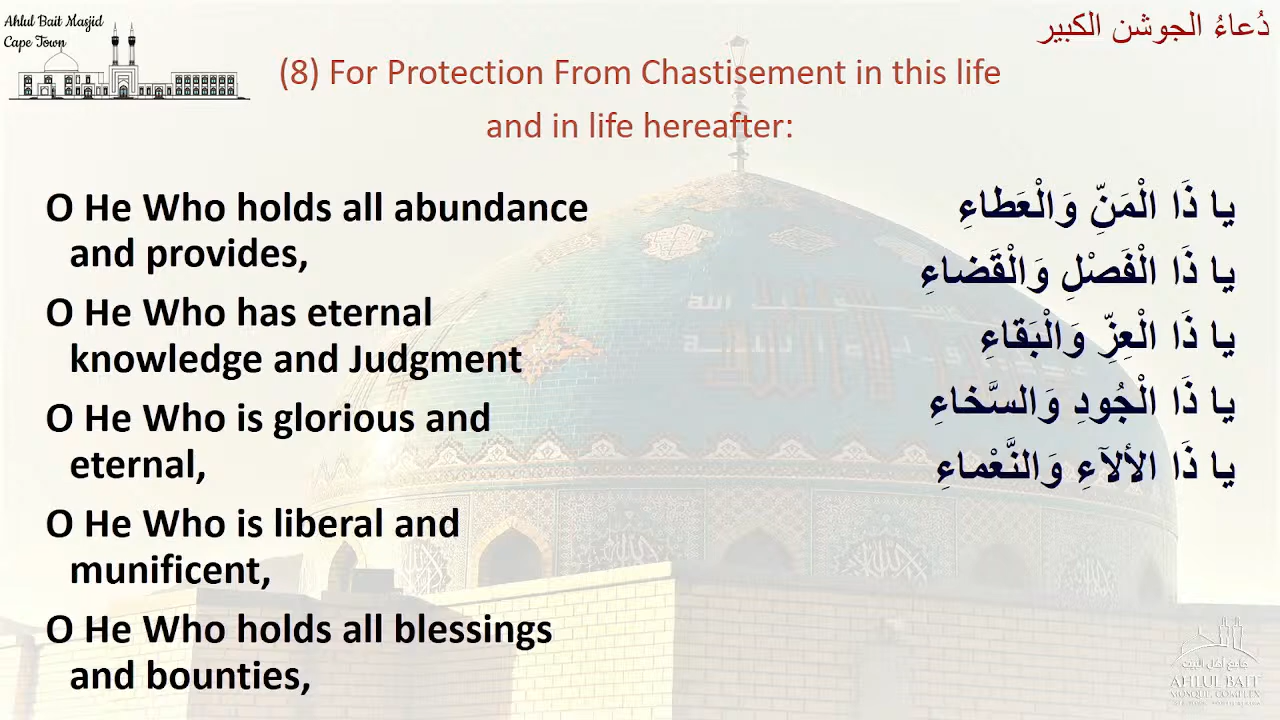 Ahlul Bait Masjid
Cape Town
دُعاءُ الجوشن الكبير
(8) For Protection From Chastisement in this life
and in life hereafter:
O He Who holds all abundance
and provides,
O He Who has eternal
knowledge and Judgment
O He Who is glorious and
eternal,
O He Who is liberal and
munificent,
O He Who holds all blessings
and bounties,
يا ذَا الْمَنِّ وَالْعَطاءِ
يا ذَا الْفَصْلِ وَالْقَضاءِ
يا ذَا الْعِزِّ وَالْبَقاءِ
يا ذَا الْجُودِ وَالسَّخاءِ
يا ذَا الألآءِ وَالنَّعْماءِ
AHLUL BAIT
MOSQUE COMPLEX